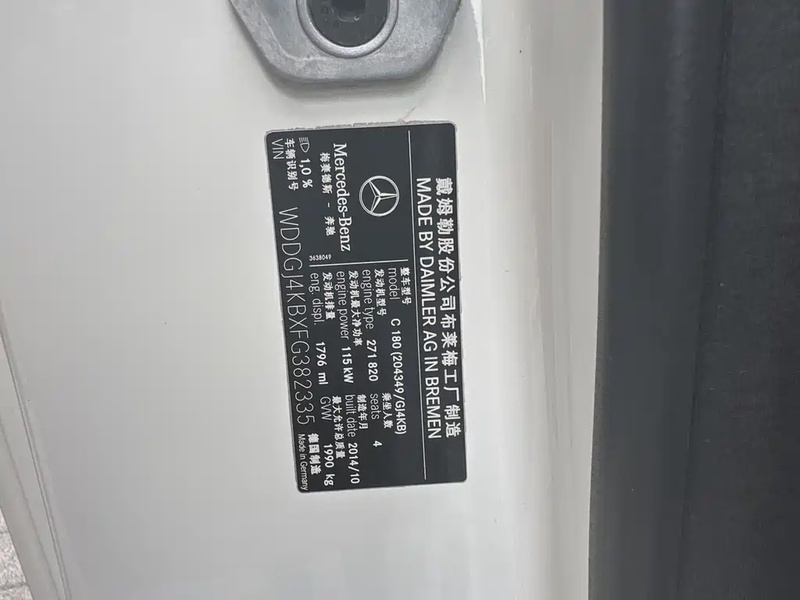 戴姆勒股份公司布莱梅工厂制造
MADE BY DAIMLER AG IN BREMEN
Mercedes-Benz
梅赛德斯 - 奔驰
1,0 %
3638049
整车型号
model C 180 (204349/GJ4KB)
发动机型号 乘坐人数
engine type 271 820 seats 4
发动机最大净功率 制造年月
engine power 115 kW built date 2014/10
发动机排量 最大允许总质量
eng. displ. 1796 ml GVW 1990 kg
车辆识别号
VIN WDDGJ4KBXFG382335
德国制造
Made in Germany